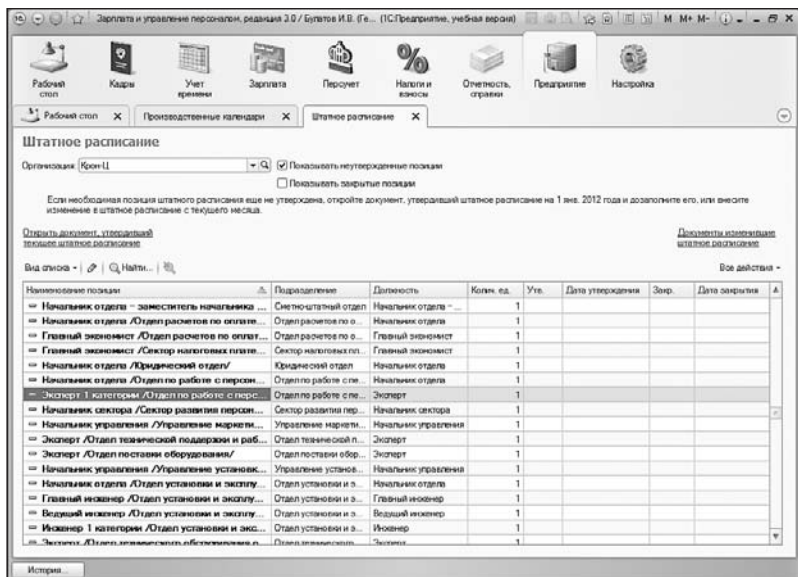 Зарплата и управление персоналом, редакция 3.0 / Булатов И.В. (Ге... (1С:Предприятие, учебная версия) M M+ M-
Рабочий стол
Кадры
Учет времени
Зарплата
Персучет
Налоги и взносы
Отчетность, справки
Предприятие
Настройка
Рабочий стол × Производственные календари × Штатное расписание ×
Штатное расписание
Организация: Крон-Ц Показывать неутвержденные позиции
Показывать закрытые позиции
Если необходимая позиция штатного расписания еще не утверждена, откройте документ, утвердивший штатное расписание на 1 янв. 2012 года и дозаполните его, или внесите
изменение в штатное расписание с текущего месяца.
Открыть документ, утвердивший
текущее штатное расписание
Документы изменившие
штатное расписание
Вид списка Найти... Все действия
Наименование позиции Подразделение Должность Колич. ед. Утв. Дата утверждения Закр. Дата закрытия
Начальник отдела – заместитель начальника ... Сметно-штатный отдел Начальник отдела – ... 1
Начальник отдела /Отдел расчетов по оплате... Отдел расчетов по о... Начальник отдела 1
Главный экономист /Отдел расчетов по оплат... Отдел расчетов по о... Главный экономист 1
Главный экономист /Сектор налоговых плате... Сектор налоговых пл... Главный экономист 1
Начальник отдела /Юридический отдел/ Юридический отдел Начальник отдела 1
Начальник отдела /Отдел по работе с персон... Отдел по работе с пе... Начальник отдела 1
Эксперт 1 категории /Отдел по работе с перс... Отдел по работе с пе... Эксперт 1
Начальник сектора /Сектор развития персон... Сектор развития пер... Начальник сектора 1
Начальник управления /Управление маркети... Управление маркети... Начальник управления 1
Эксперт /Отдел технической поддержки и раб... Отдел технической п... Эксперт 1
Эксперт /Отдел поставки оборудования/ Отдел поставки обор... Эксперт 1
Начальник управления /Управление установк... Управление установ... Начальник управления 1
Начальник отдела /Отдел установки и эксплу... Отдел установки и э... Начальник отдела 1
Главный инженер /Отдел установки и эксплу... Отдел установки и э... Главный инженер 1
Ведущий инженер /Отдел установки и эксплу... Отдел установки и э... Ведущий инженер 1
Инженер 1 категории /Отдел установки и экс... Отдел установки и э... Инженер 1
Эксперт /Отдел технического обслуживания о... Отдел технического... Эксперт 1
История...